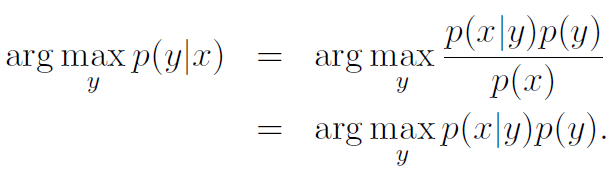 arg max_y p(y|x) = arg max_y p(x|y)p(y) / p(x)
= arg max_y p(x|y)p(y).